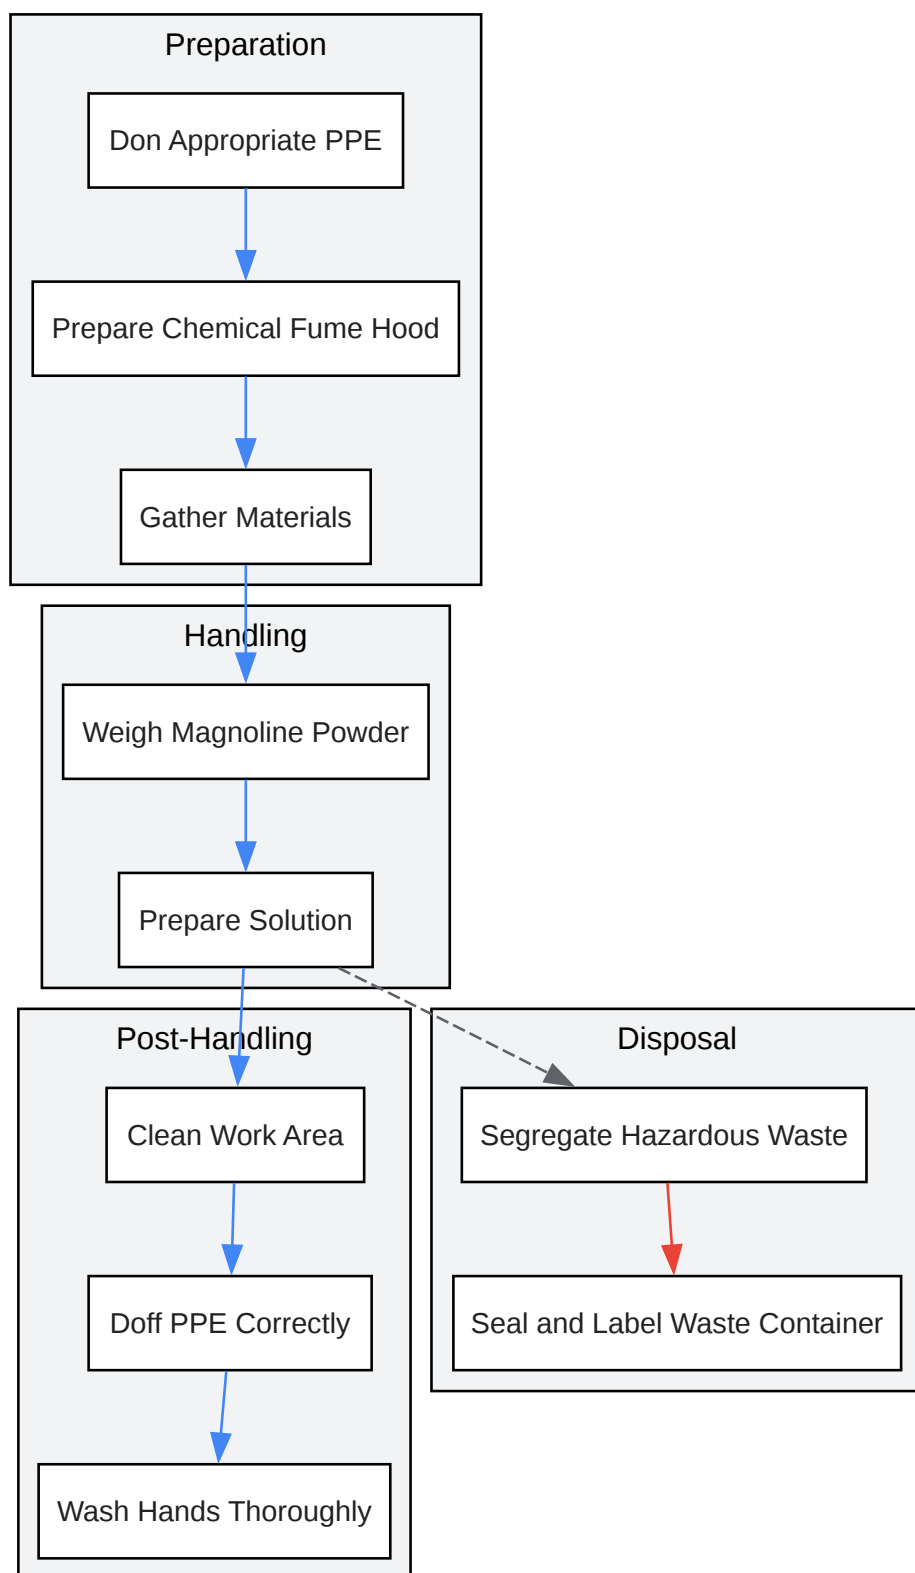 Preparation
Don Appropriate PPE
Prepare Chemical Fume Hood
Gather Materials
Handling
Weigh Magnoline Powder
Prepare Solution
Post-Handling
Clean Work Area
Doff PPE Correctly
Wash Hands Thoroughly
Disposal
Segregate Hazardous Waste
Seal and Label Waste Container